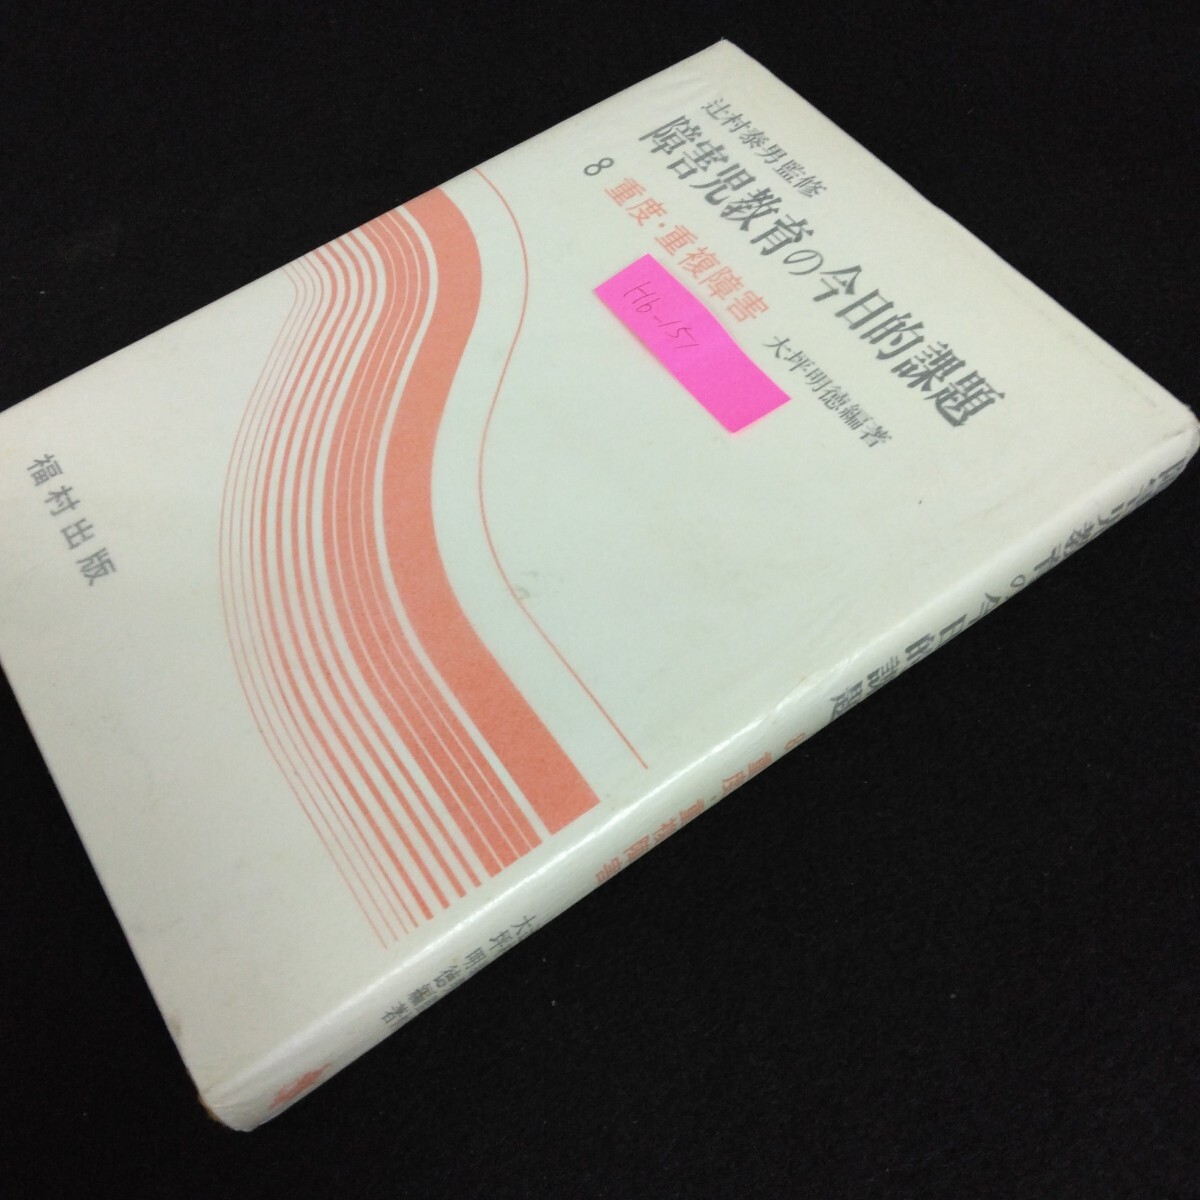 辻村泰男監修
障害児教育の今日的課題
8 重度・重複障害
大坪明徳編著
Hb-157
福村出版
障害児教育の今日的課題
8 重度・重複障害
大坪明徳編著